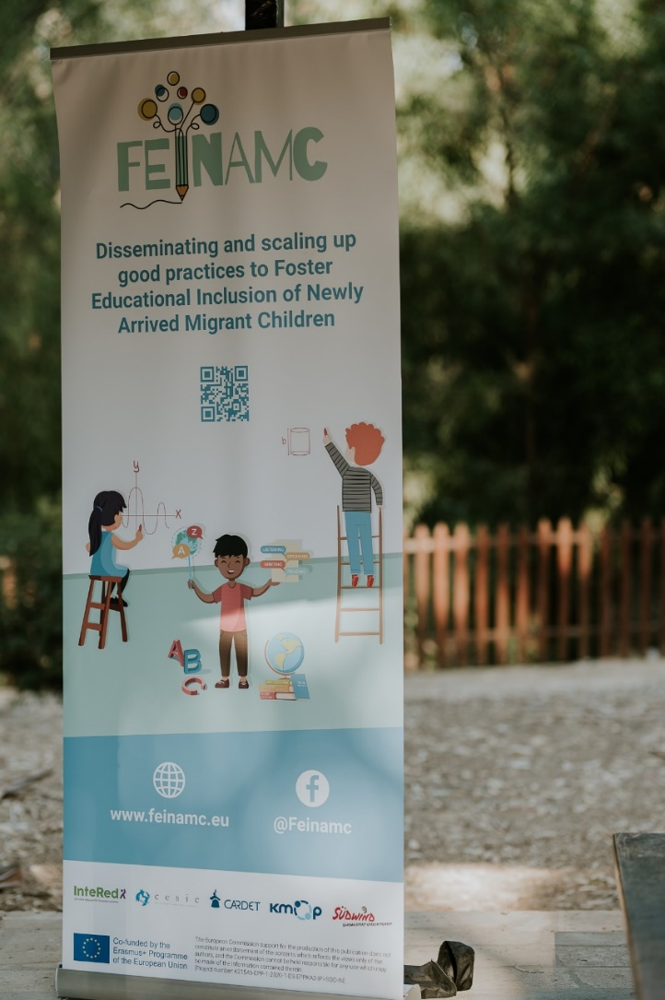 FEINAMC
Disseminating and scaling up
good practices to Foster
Educational Inclusion of Newly
Arrived Migrant Children
b
y
x
A
Z
LISTENING
WRITING
A
B
C
www.feinamc.eu
@Feinamc
InteRed
cesie
CARDET
KMOP
SÜDWIND
Co-funded by the
Erasmus+ Programme
of the European Union
The European Commission support for the production of this publication does not
constitute an endorsement of the contents which reflects the views only of the
authors, and the Commission cannot be held responsible for any use which may
be made of the information contained therein.